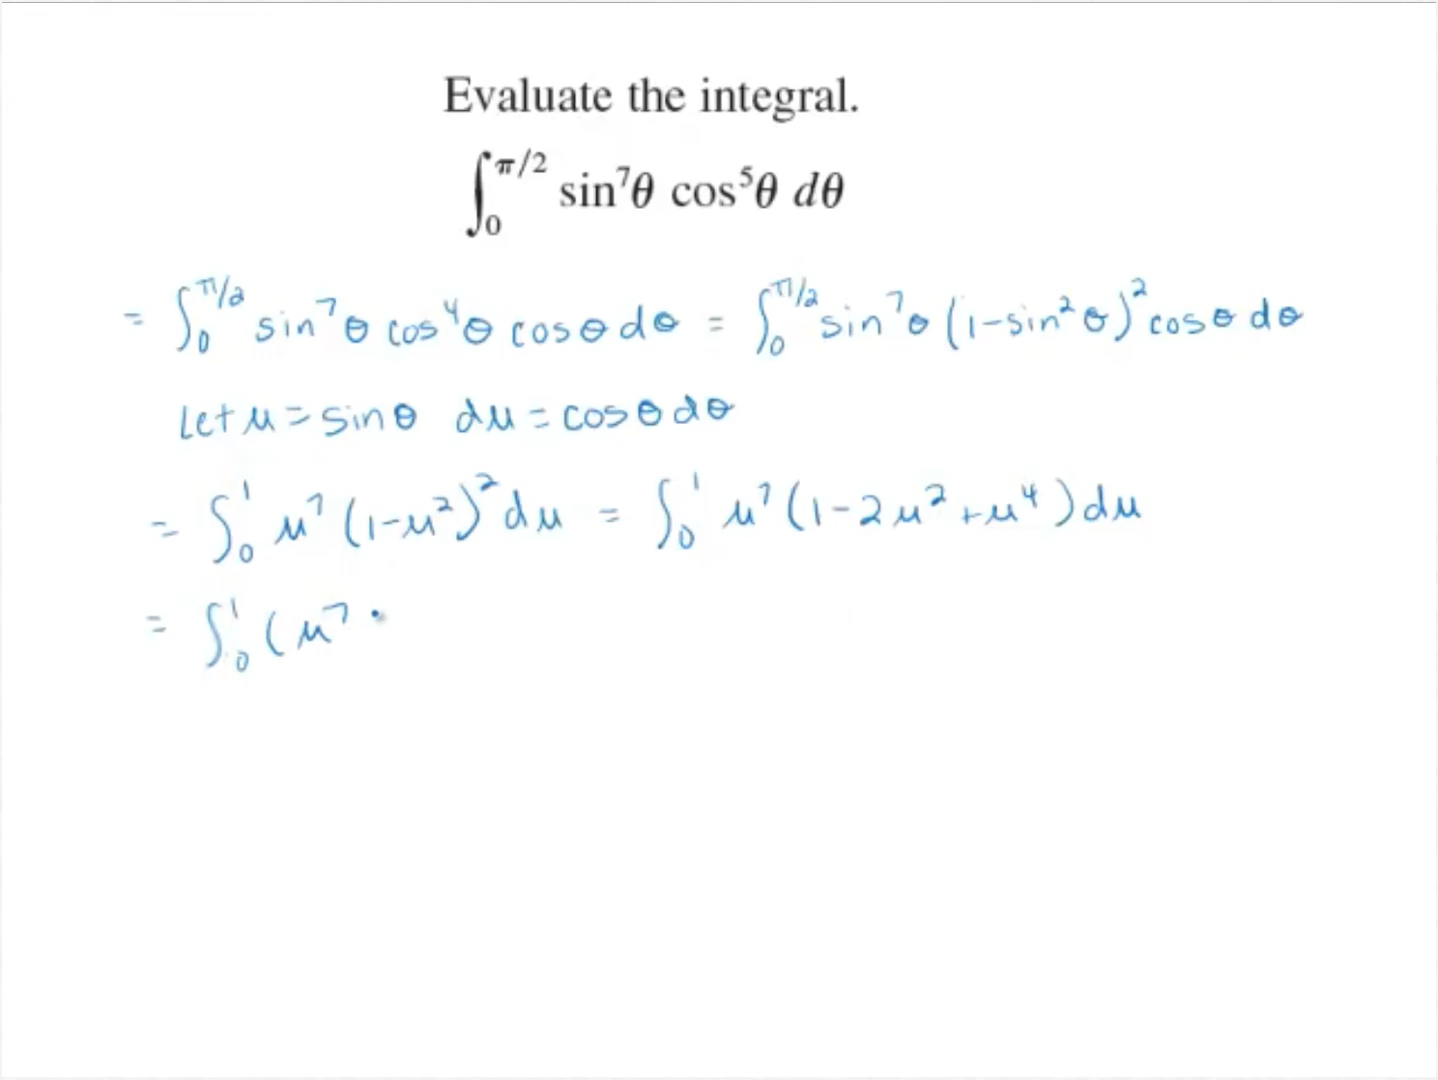 Evaluate the integral.
∫₀^{π/2} sin⁷θ cos⁵θ dθ
= ∫₀^{π/2} sin⁷θ cos⁴θ cosθ dθ = ∫₀^{π/2} sin⁷θ (1-sin²θ)² cosθ dθ
Let u = sinθ du = cosθ dθ
= ∫₀¹ u⁷ (1-u²)² du = ∫₀¹ u⁷ (1-2u²+u⁴) du
= ∫₀¹ (u⁷